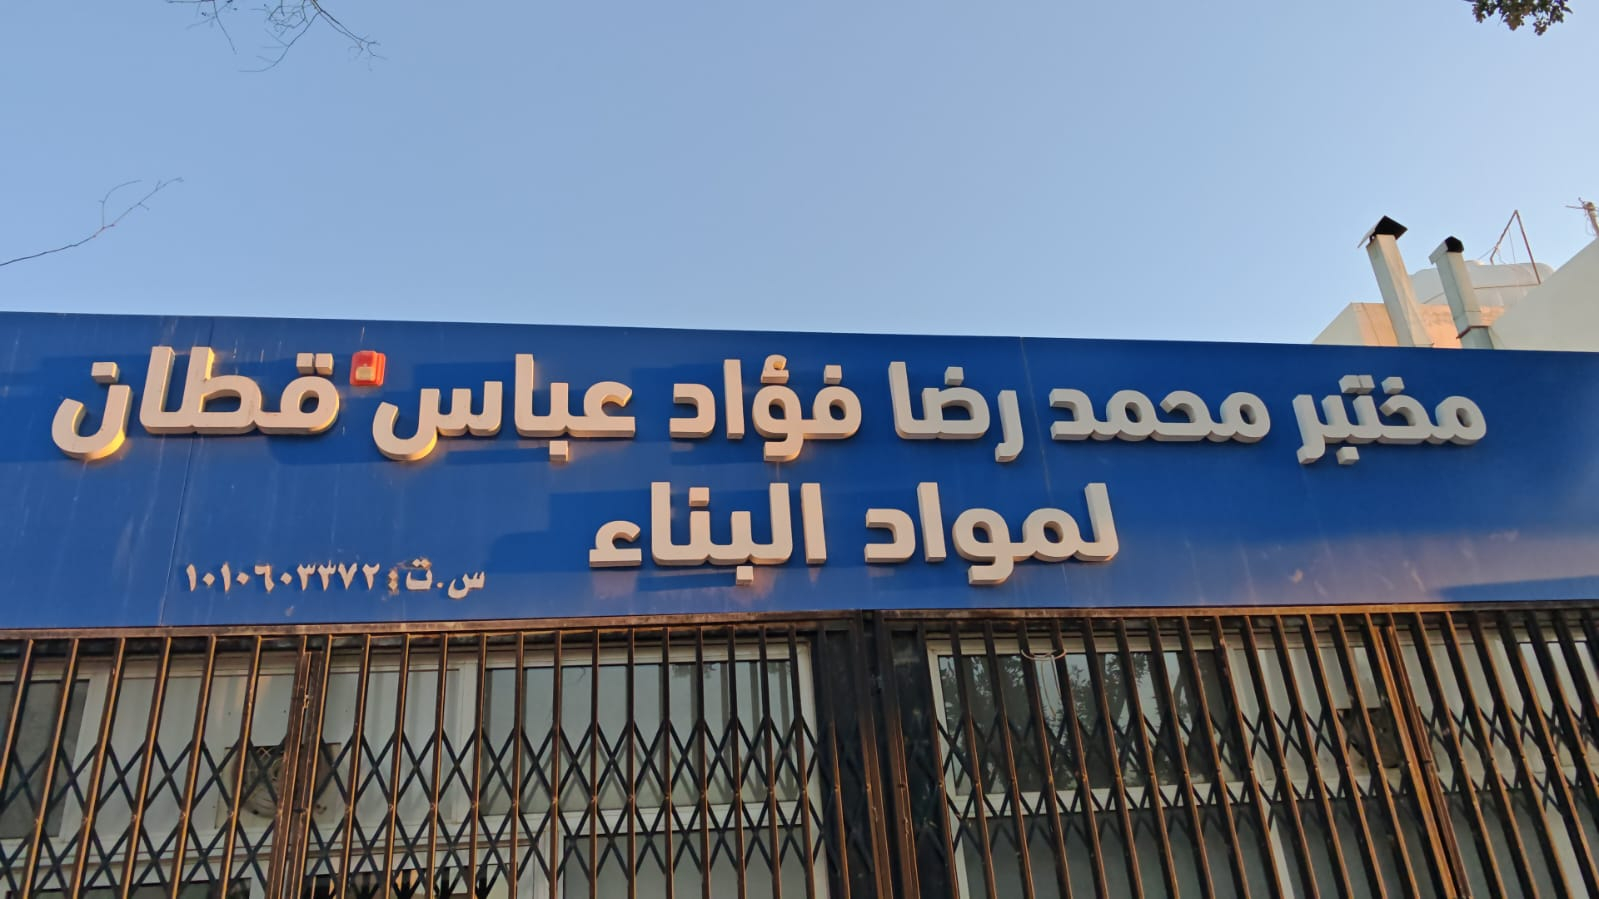 مختبر محمد رضا فؤاد عباس قطان
لمواد البناء
س.ت: ١٠١٠٦٠٣٣٧٢